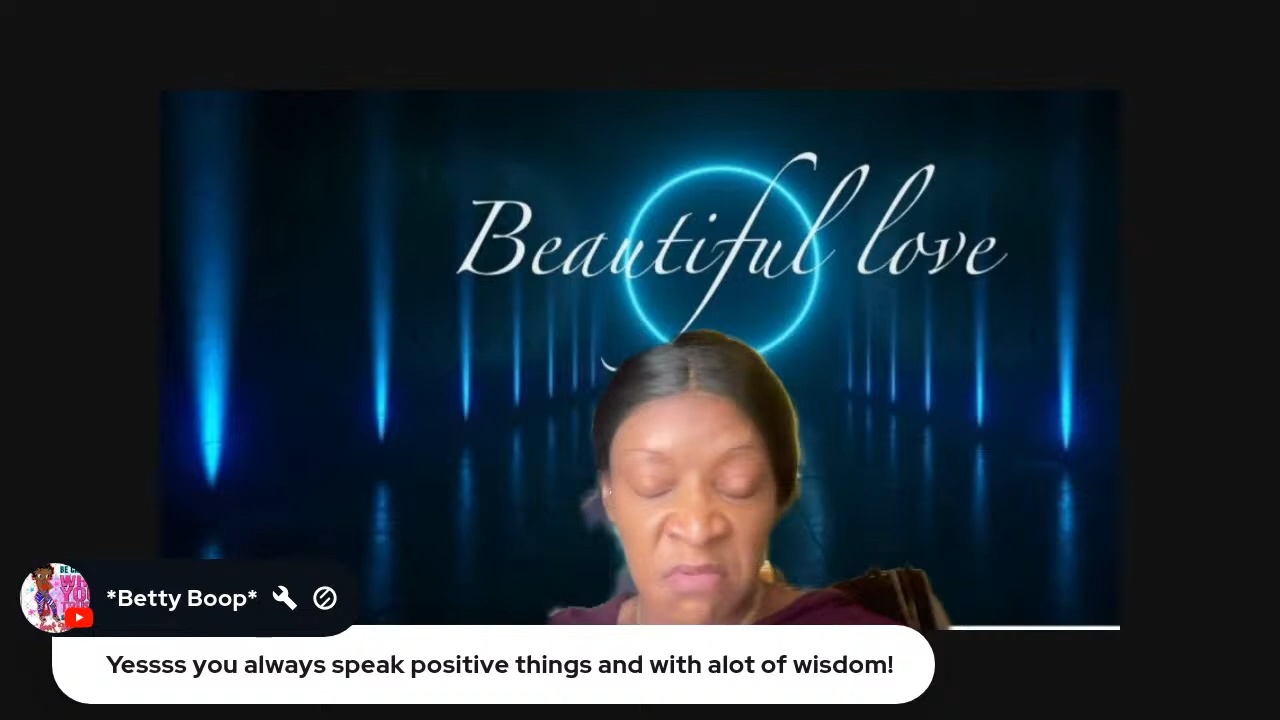 Beautiful love
*Betty Boop*
Yessss you always speak positive things and with alot of wisdom!